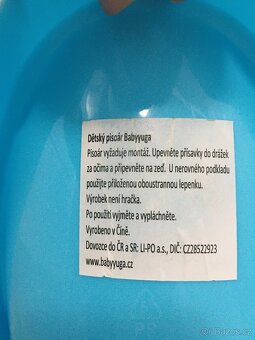 Dětský pisoár Babyyuga
Pisoár vyžaduje montáž. Upevněte přísavky do drážek
za očima a připevněte na zeď. U nerovného podkladu
použijte přiloženou oboustrannou lepenku.
Výrobek není hračka.
Po použití vyjměte a vypláchněte.
Vyrobeno v Číně.
Dovozce do ČR a SR: LI-PO a.s., DIČ: CZ28522923
www.babyyuga.cz